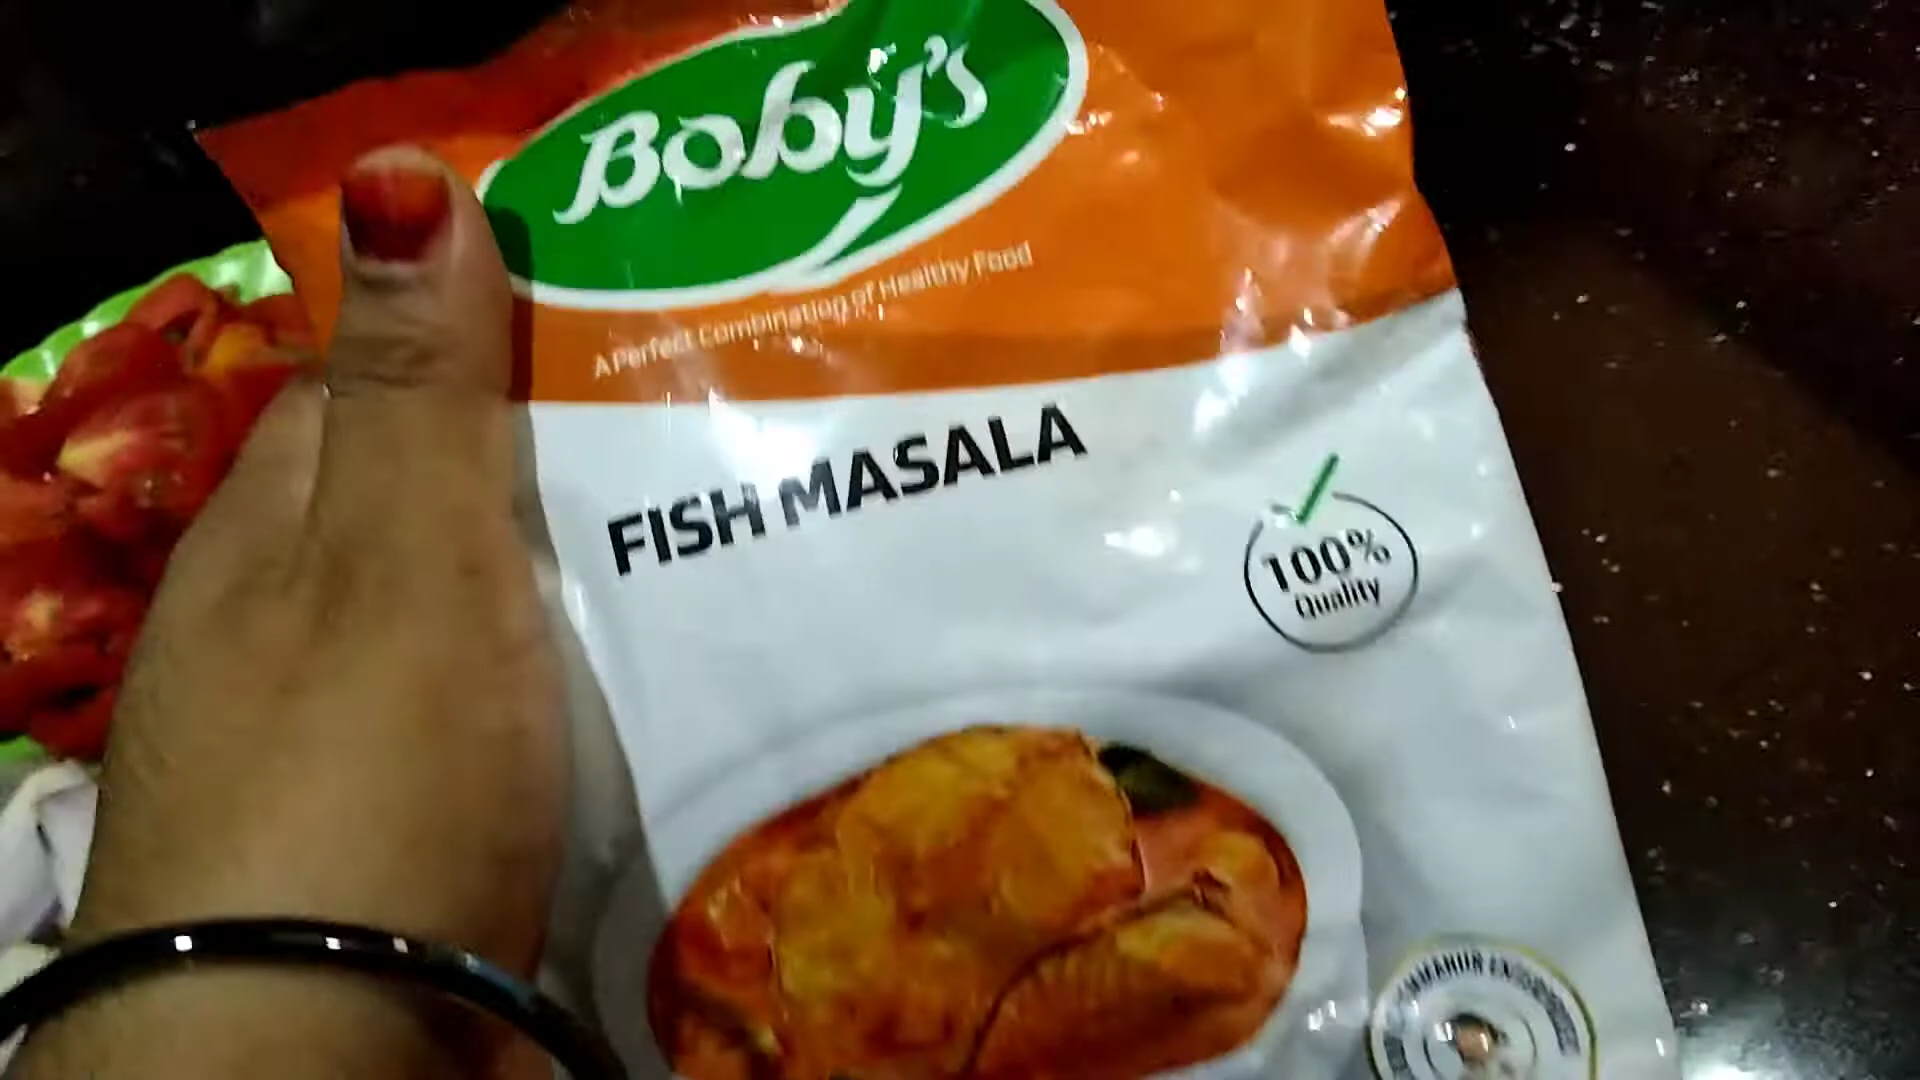 Boby's
A Perfect Combination of Healthy Food
FISH MASALA
100%
Quality